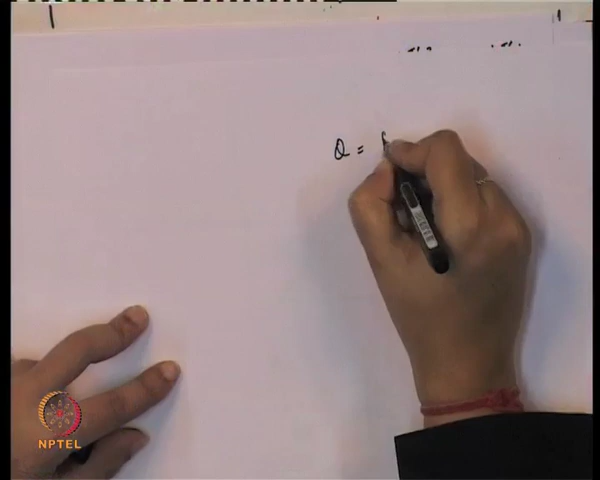 Q =
NPTEL